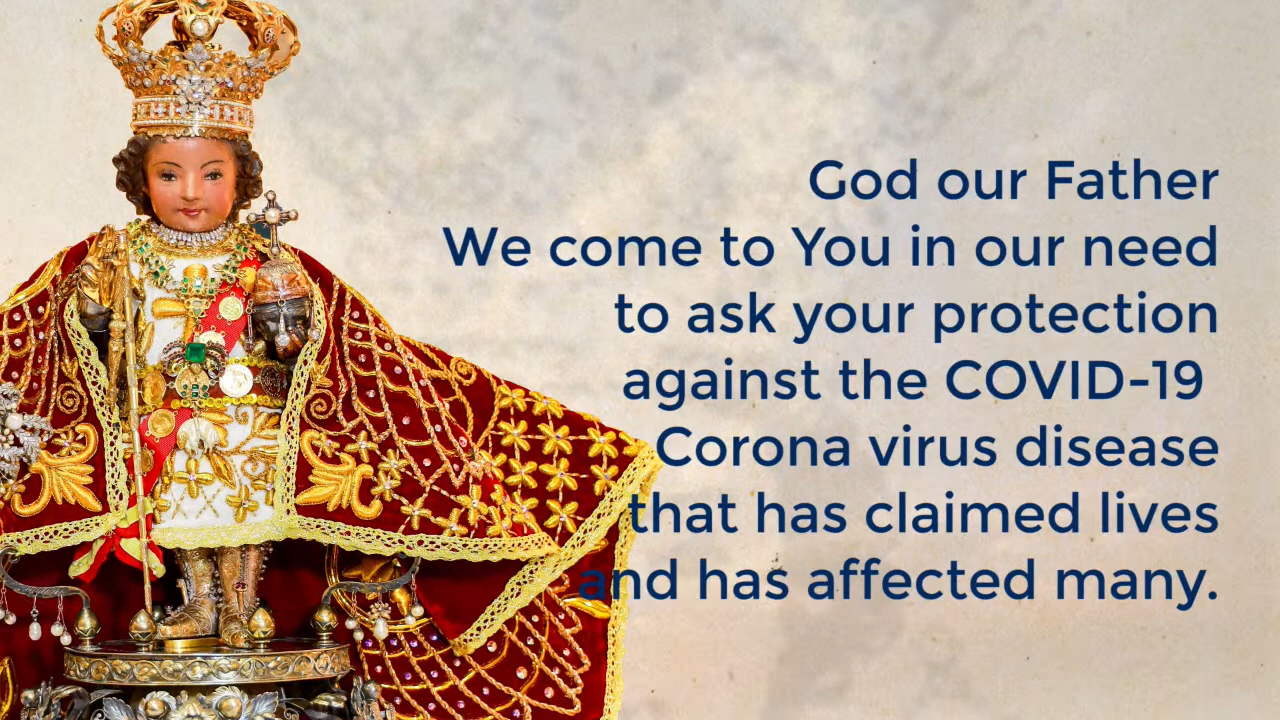 God our Father
We come to You in our need
to ask your protection
against the COVID-19
Corona virus disease
that has claimed lives
and has affected many.